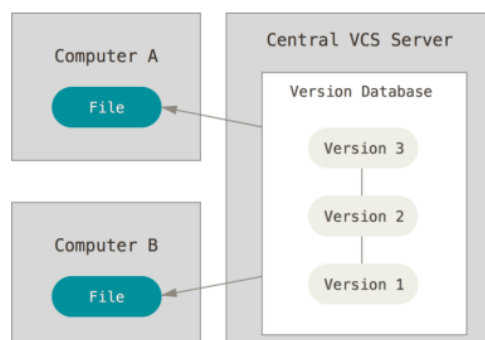 Computer A
File
Computer B
File
Central VCS Server
Version Database
Version 3
Version 2
Version 1